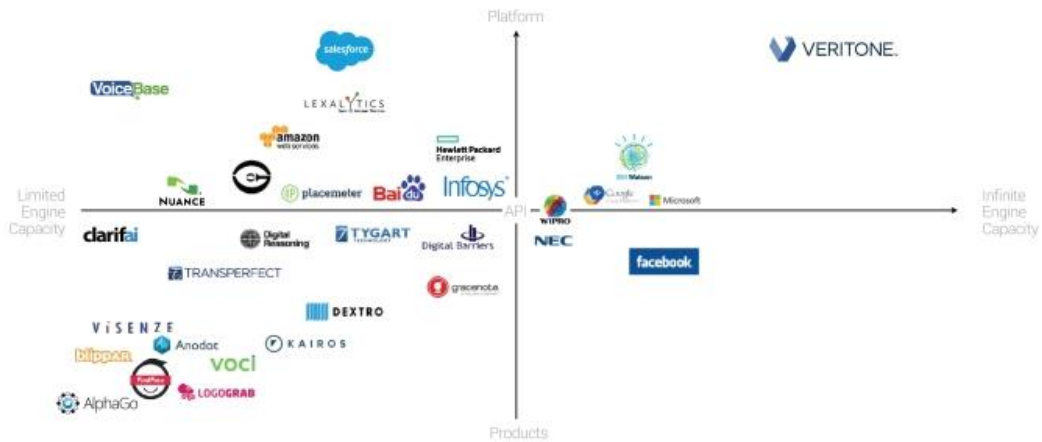 Platform
VERITONE
salesforce
VoiceBase
LEXALYTICS
amazon
web services
Hewlett Packard
Enterprise
Watson
NUANCE
placemeter
Baidu
Infosys
Google
Microsoft
Limited
Engine
Capacity
API
WIPRO
Infinite
Engine
Capacity
clarifai
Digital
Reasoning
TYGART
TECHNOLOGY
Digital Barriers
NEC
facebook
TRANSPERFECT
gracenote
DEXTRO
ViSENZE
Anodot
KAIROS
blippAR
voci
FindFace
LOGOGRAB
AlphaGo
Products